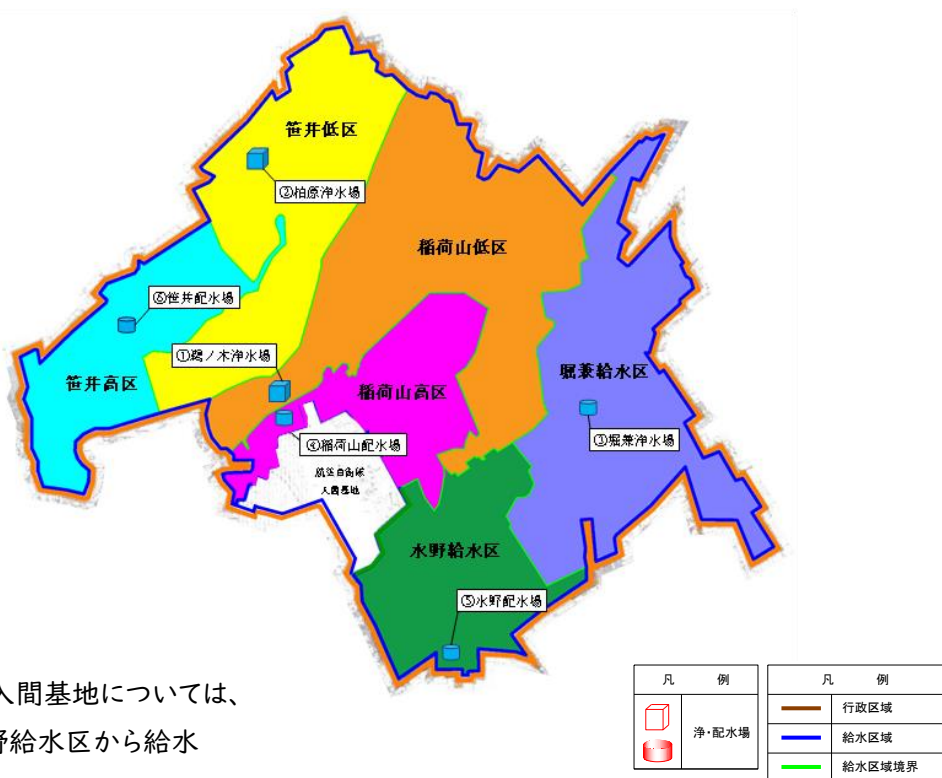 笹井低区
②柏原浄水場
稲荷山低区
⑥笹井配水場
①鵜ノ木浄水場
笹井高区
稲荷山高区
堀兼給水区
③堀兼浄水場
④稲荷山配水場
航空自衛隊
入間基地
水野給水区
⑤水野配水場
入間基地については、
野給水区から給水
凡 例
浄・配水場
凡 例
行政区域
給水区域
給水区域境界